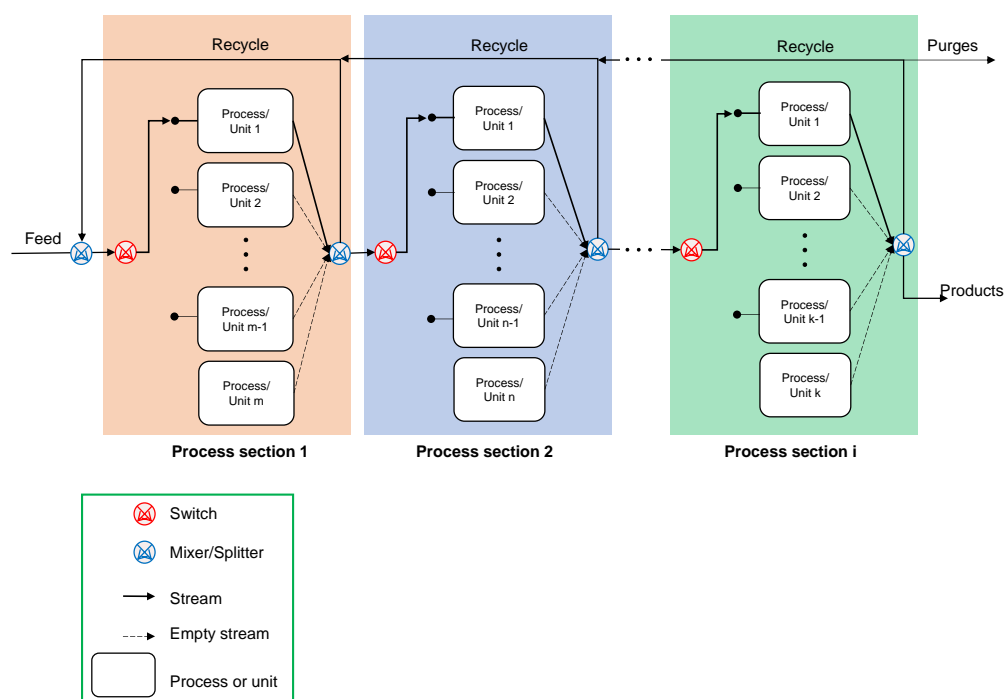 Recycle
Recycle
Recycle
Purges
Process/
Unit 1
Process/
Unit 2
Process/
Unit m-1
Process/
Unit m
Process/
Unit 1
Process/
Unit 2
Process/
Unit n-1
Process/
Unit n
Process/
Unit 1
Process/
Unit 2
Process/
Unit k-1
Process/
Unit k
Feed
Products
Process section 1
Process section 2
Process section i
Switch
Mixer/Splitter
Stream
Empty stream
Process or unit